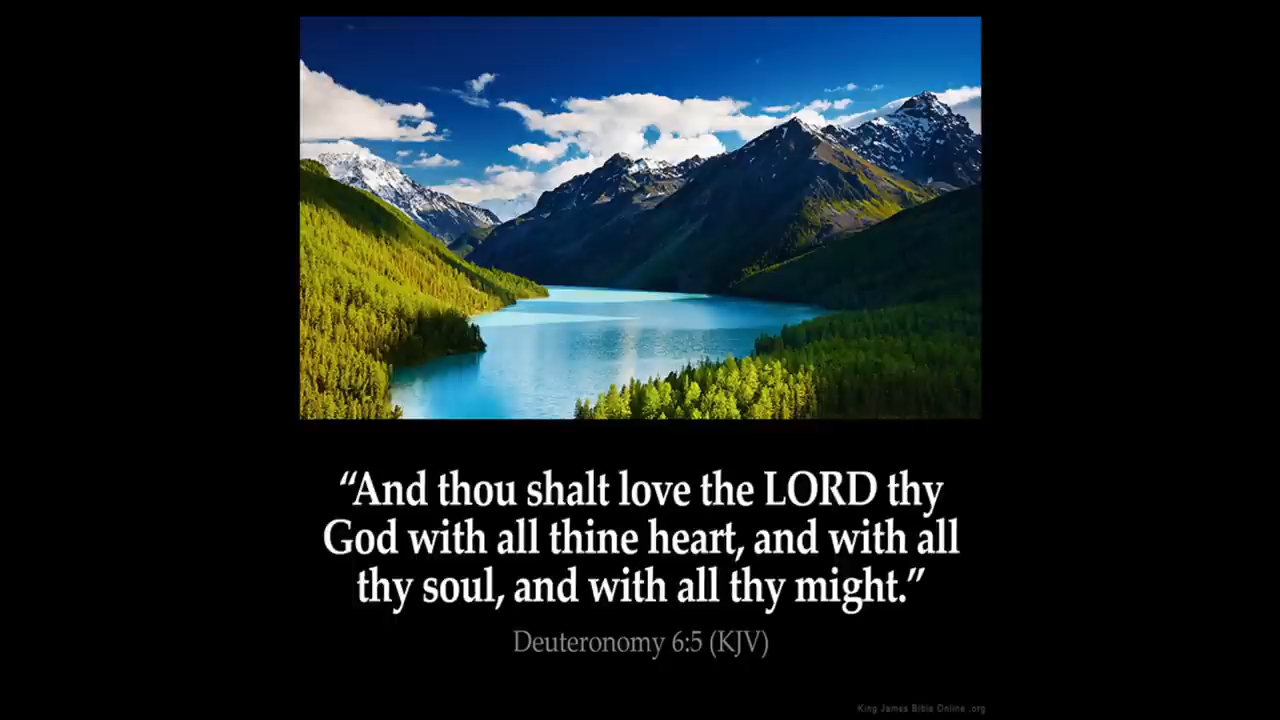 “And thou shalt love the LORD thy
God with all thine heart, and with all
thy soul, and with all thy might.”
Deuteronomy 6:5 (KJV)
King James Bible Online .org